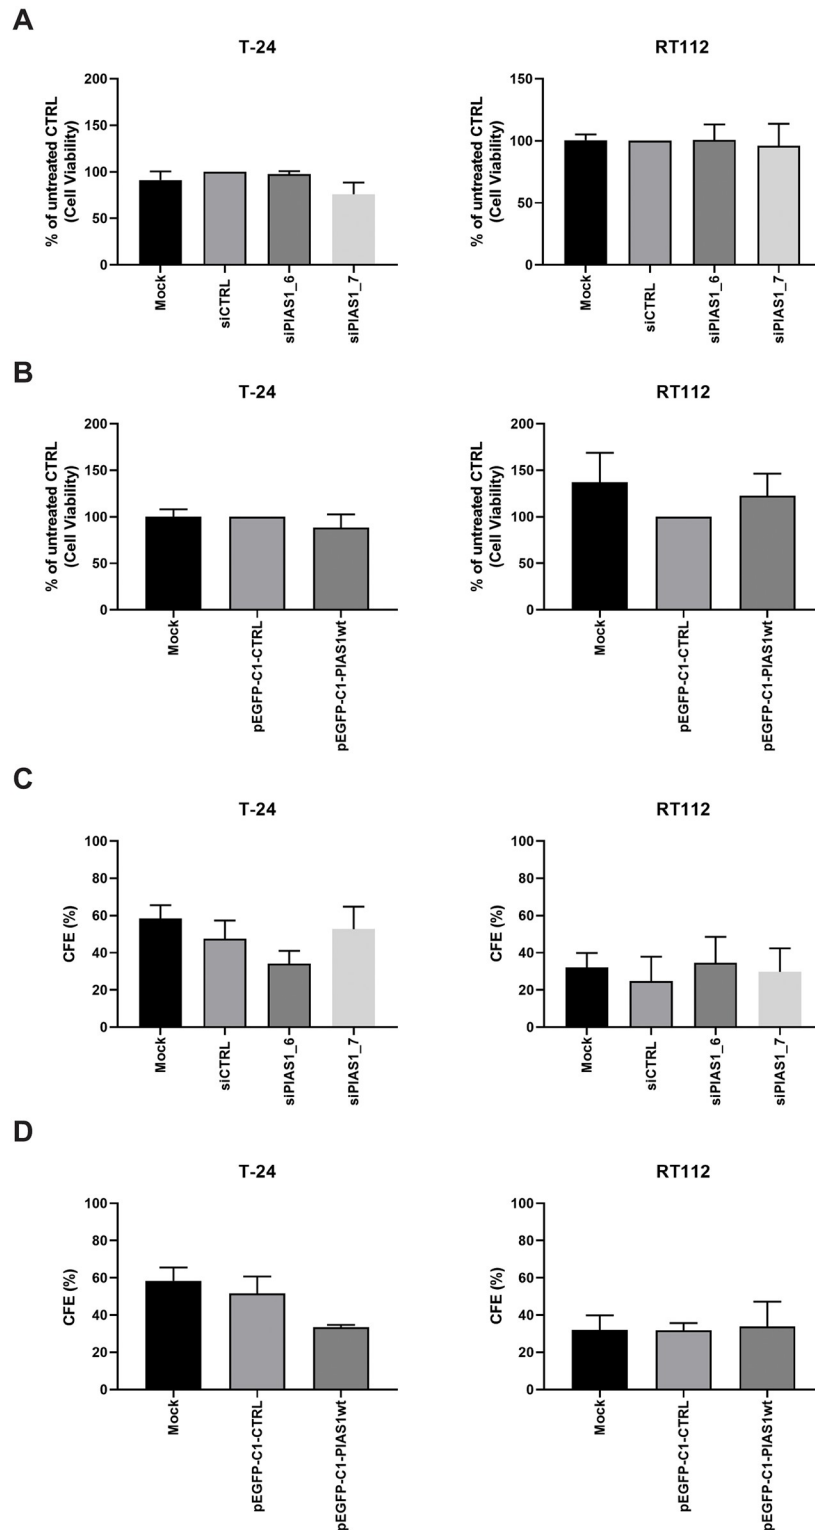 A
T-24
RT112
% of untreated CTRL
(Cell Viability)
200
150
100
50
0
Mock
siCTRL
siPIAS1_6
siPIAS1_7
% of untreated CTRL
(Cell Viability)
150
100
50
0
Mock
siCTRL
siPIAS1_6
siPIAS1_7
B
T-24
RT112
% of untreated CTRL
(Cell Viability)
200
150
100
50
0
Mock
pEGFP-C1-CTRL
pEGFP-C1-PIAS1wt
% of untreated CTRL
(Cell Viability)
200
150
100
50
0
Mock
pEGFP-C1-CTRL
pEGFP-C1-PIAS1wt
C
T-24
RT112
CFE (%)
100
80
60
40
20
0
Mock
siCTRL
siPIAS1_6
siPIAS1_7
CFE (%)
100
80
60
40
20
0
Mock
siCTRL
siPIAS1_6
siPIAS1_7
D
T-24
RT112
CFE (%)
100
80
60
40
20
0
Mock
pEGFP-C1-CTRL
pEGFP-C1-PIAS1wt
CFE (%)
100
80
60
40
20
0
Mock
pEGFP-C1-CTRL
pEGFP-C1-PIAS1wt